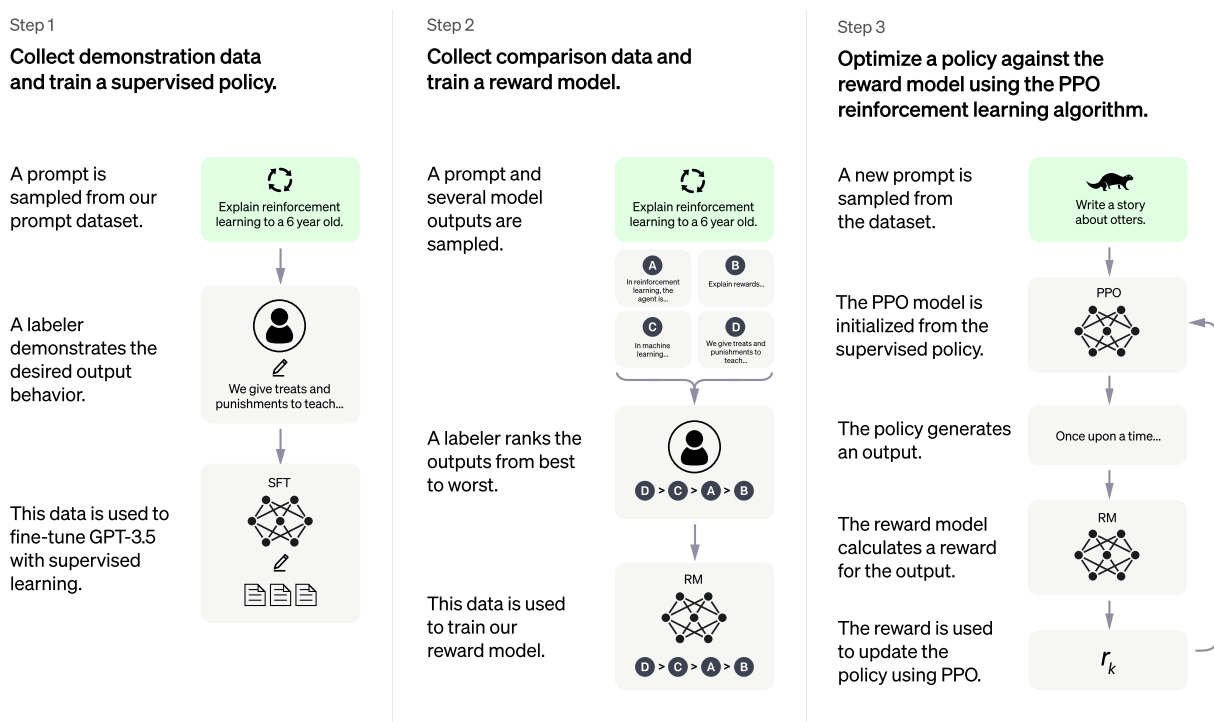 Step 1
Collect demonstration data
and train a supervised policy.
A prompt is
sampled from our
prompt dataset.
Explain reinforcement
learning to a 6 year old.
A labeler
demonstrates the
desired output
behavior.
We give treats and
punishments to teach...
This data is used to
fine-tune GPT-3.5
with supervised
learning.
SFT
Step 2
Collect comparison data and
train a reward model.
A prompt and
several model
outputs are
sampled.
Explain reinforcement
learning to a 6 year old.
A
In reinforcement
learning, the
agent is...
B
Explain rewards...
C
In machine
learning...
D
We give treats and
punishments to
teach...
A labeler ranks the
outputs from best
to worst.
D > C > A > B
This data is used
to train our
reward model.
RM
D > C > A > B
Step 3
Optimize a policy against the
reward model using the PPO
reinforcement learning algorithm.
A new prompt is
sampled from
the dataset.
Write a story
about otters.
The PPO model is
initialized from the
supervised policy.
PPO
The policy generates
an output.
Once upon a time...
The reward model
calculates a reward
for the output.
RM
The reward is used
to update the
policy using PPO.
r_k